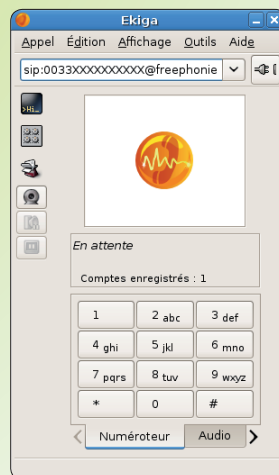 Ekiga
Appel Édition Affichage Outils Aide
sip:0033XXXXXXXXXX@freephonie
>Hi_
En attente
Comptes enregistrés : 1
1 2 abc 3 def
4 ghi 5 jkl 6 mno
7 pqrs 8 tuv 9 wxyz
* 0 #
Numéroteur Audio